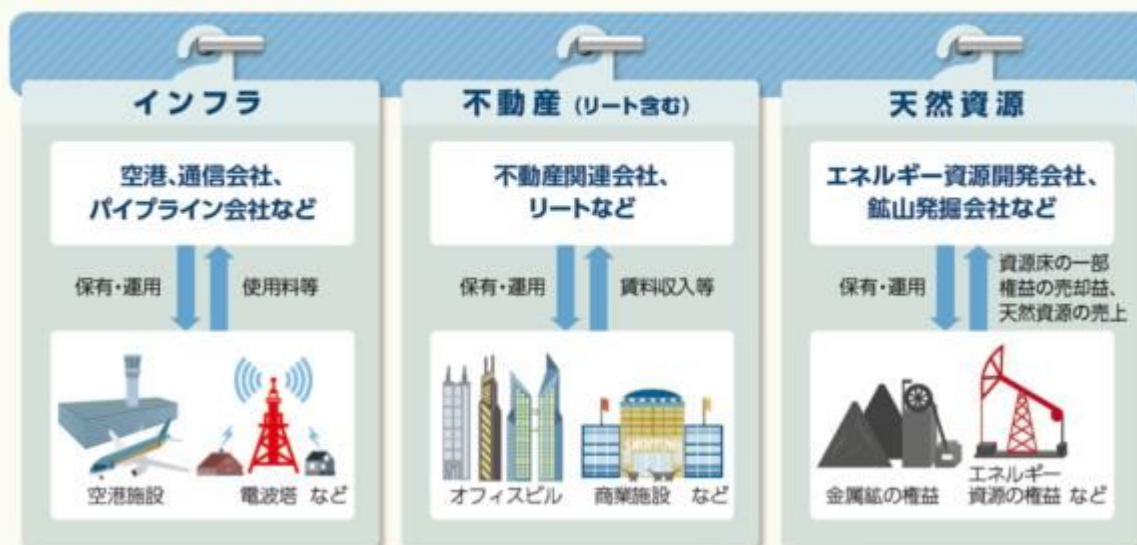 インフラ
空港、通信会社、
パイプライン会社など
保有・運用
使用料等
空港施設
電波塔 など
不動産 (リート含む)
不動産関連会社、
リートなど
保有・運用
賃料収入等
オフィスビル
商業施設 など
天然資源
エネルギー資源開発会社、
鉱山発掘会社など
保有・運用
資源床の一部
権益の売却益、
天然資源の売上
金属鉱の権益
エネルギー
資源の権益 など